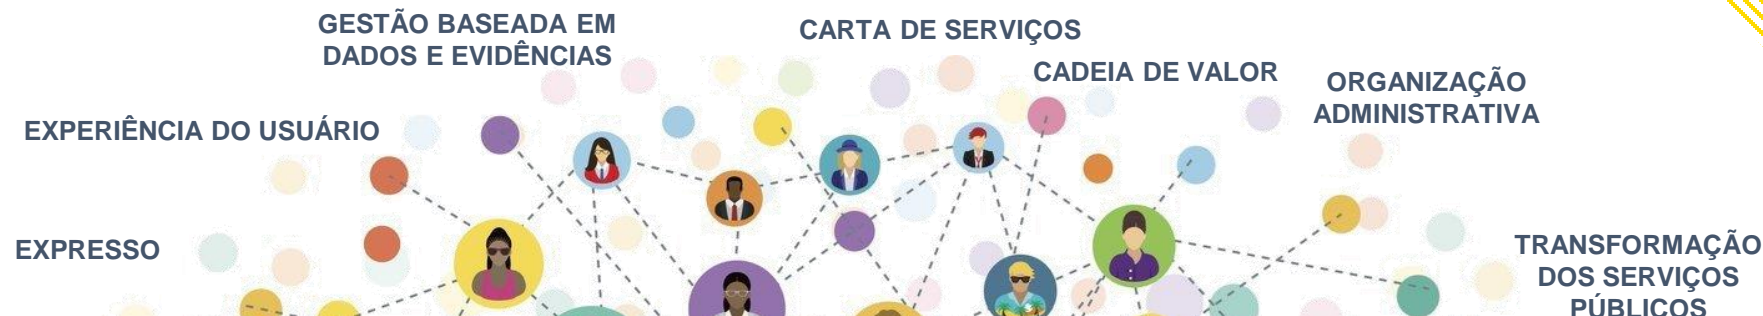 GESTÃO BASEADA EM
DADOS E EVIDÊNCIAS
CARTA DE SERVIÇOS
CADEIA DE VALOR
ORGANIZAÇÃO
ADMINISTRATIVA
EXPERIÊNCIA DO USUÁRIO
EXPRESSO
TRANSFORMAÇÃO
DOS SERVIÇOS
PÚBLICOS